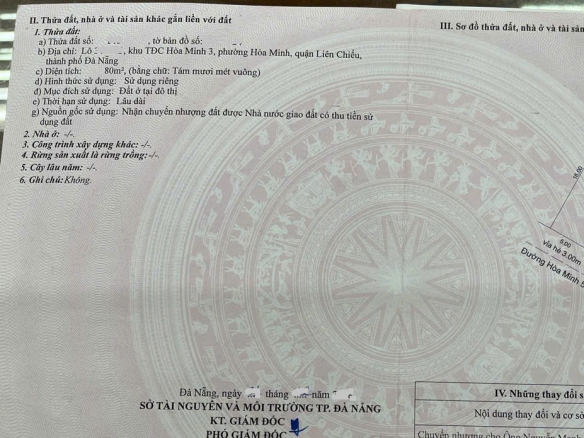 II. Thửa đất, nhà ở và tài sản khác gắn liền với đất
1. Thửa đất:
a) Thửa đất số: , tờ bản đồ số:
b) Địa chỉ: Lô , khu TĐC Hòa Minh 3, phường Hòa Minh, quận Liên Chiểu,
thành phố Đà Nẵng
c) Diện tích: 80m², (bằng chữ: Tám mươi mét vuông)
d) Hình thức sử dụng: Sử dụng riêng
đ) Mục đích sử dụng: Đất ở tại đô thị
e) Thời hạn sử dụng: Lâu dài
g) Nguồn gốc sử dụng: Nhận chuyển nhượng đất được Nhà nước giao đất có thu tiền sử
dụng đất
2. Nhà ở: -/-.
3. Công trình xây dựng khác: -/-.
4. Rừng sản xuất là rừng trồng: -/-.
5. Cây lâu năm: -/-.
6. Ghi chú: Không.
III. Sơ đồ thửa đất, nhà ở và tài sản
16,00
5,00
vỉa hè 3.00m
Đường Hòa Minh 5
Đà Nẵng, ngày tháng năm
SỞ TÀI NGUYÊN VÀ MÔI TRƯỜNG TP. ĐÀ NẴNG
KT. GIÁM ĐỐC
PHÓ GIÁM ĐỐC
IV. Những thay đổi s
Nội dung thay đổi và cơ sở
Chuyển nhượng cho Ông Nguyễn